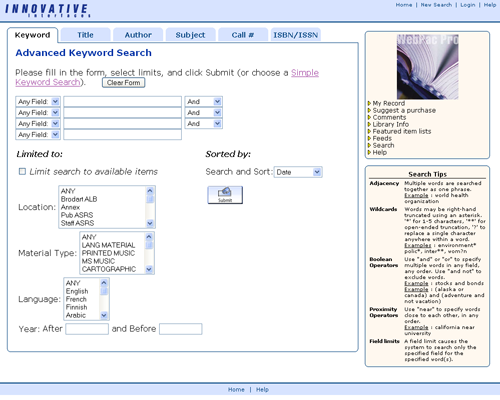 INNOVATIVE
interfaces
Home | New Search | Login | Help
Keyword Title Author Subject Call # ISBN/ISSN
Advanced Keyword Search
Please fill in the form, select limits, and click Submit (or choose a Simple
Keyword Search). Clear Form
Any Field: And
Any Field: And
Any Field: And
Any Field:
Limited to: Sorted by:
Limit search to available items Search and Sort: Date
Submit
Location:
ANY
Brodart ALB
Annex
Pub ASRS
Staff ASRS
Material Type:
ANY
LANG MATERIAL
PRINTED MUSIC
MS MUSIC
CARTOGRAPHIC
Language:
ANY
English
French
Finnish
Arabic
Year: After and Before
WebPac Pro
My Record
Suggest a purchase
Comments
Library Info
Featured item lists
Feeds
Search
Help
Search Tips
Adjacency Multiple words are searched
together as one phrase.
Example : world health
organization
Wildcards Words may be right-hand
truncated using an asterisk.
'*' for 1-5 characters, '**' for
open-ended truncation. '?' to
replace a single character
anywhere within a word.
Examples : environment*
polic*, inter**, wom?n
Boolean Operators Use "and" or "or" to specify
multiple words in any field,
any order. Use "and not" to
exclude words.
Example : stocks and bonds
Example : (alaska or
canada) and (adventure and
not vacation)
Proximity Operators Use "near" to specify words
close to each other, in any
order.
Example : california near
university
Field limits A field limit causes the
system to search only the
specified field for the
specified word(s).
Home | Help